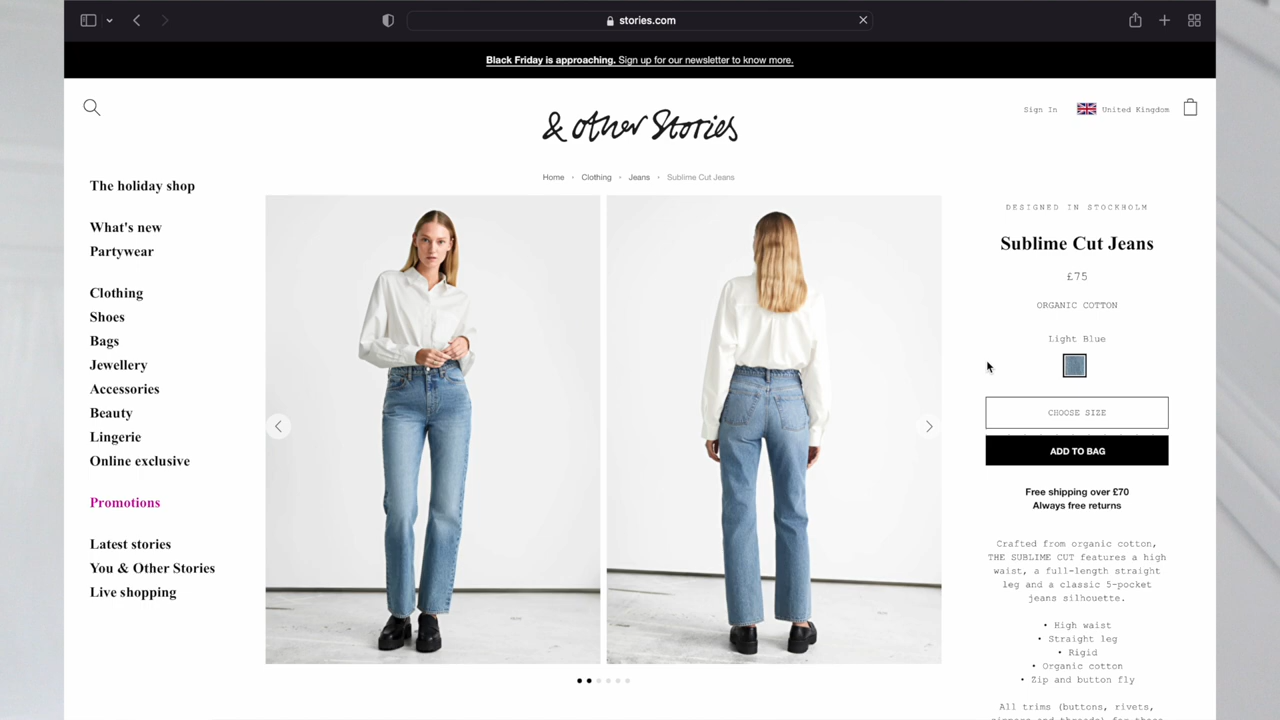 stories.com
Black Friday is approaching. Sign up for our newsletter to know more.
& other Stories
Sign In
United Kingdom
Home • Clothing • Jeans • Sublime Cut Jeans
The holiday shop
What's new
Partywear
Clothing
Shoes
Bags
Jewellery
Accessories
Beauty
Lingerie
Online exclusive
Promotions
Latest stories
You & Other Stories
Live shopping
DESIGNED IN STOCKHOLM
Sublime Cut Jeans
£75
ORGANIC COTTON
Light Blue
CHOOSE SIZE
ADD TO BAG
Free shipping over £70
Always free returns
Crafted from organic cotton,
THE SUBLIME CUT features a high
waist, a full-length straight
leg and a classic 5-pocket
jeans silhouette.
• High waist
• Straight leg
• Rigid
• Organic cotton
• Zip and button fly
All trims (buttons, rivets,